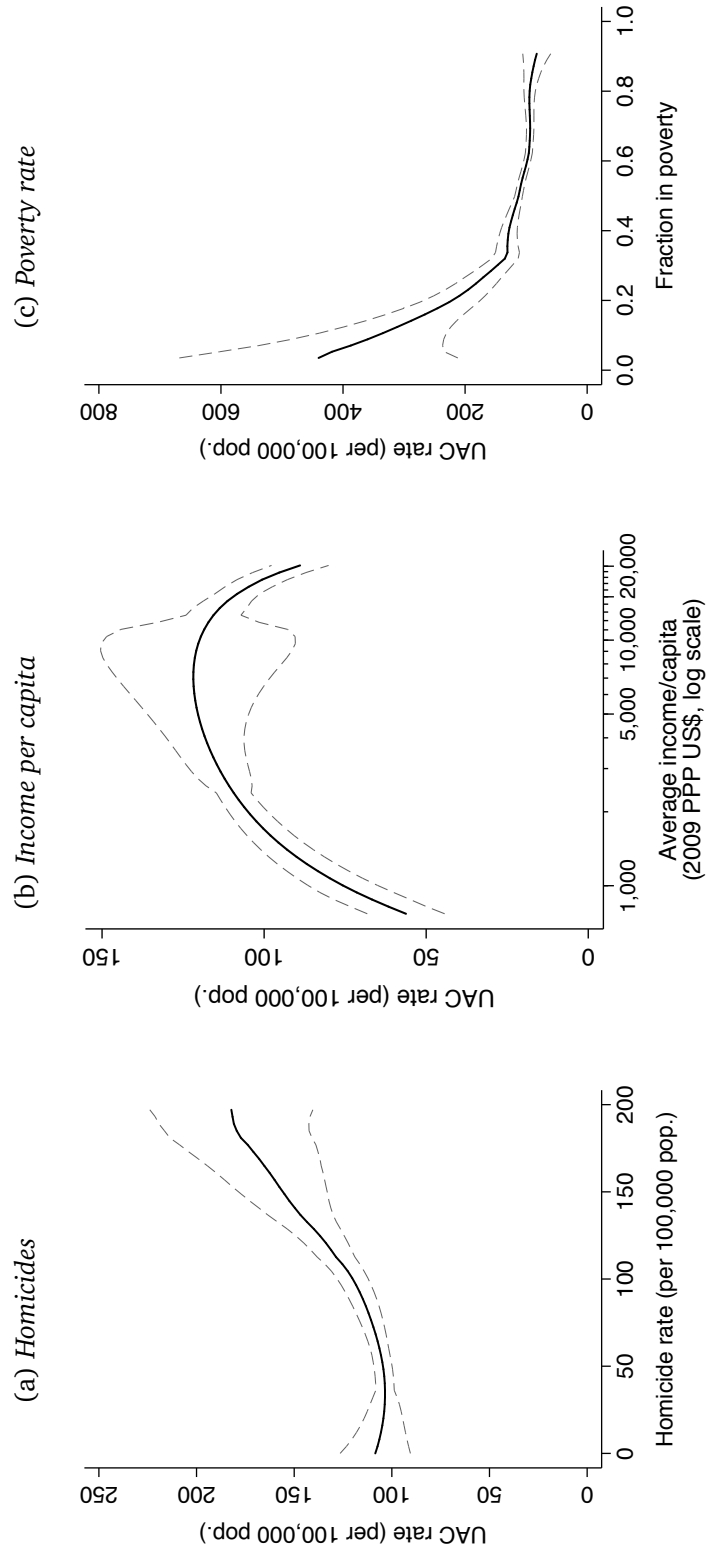 (a) Homicides
UAC rate (per 100,000 pop.)
250
200
150
100
50
0
0 50 100 150 200
Homicide rate (per 100,000 pop.)
(b) Income per capita
UAC rate (per 100,000 pop.)
150
100
50
0
1,000 5,000 10,000 20,000
Average income/capita
(2009 PPP US$, log scale)
(c) Poverty rate
UAC rate (per 100,000 pop.)
800
600
400
200
0
0.0 0.2 0.4 0.6 0.8 1.0
Fraction in poverty